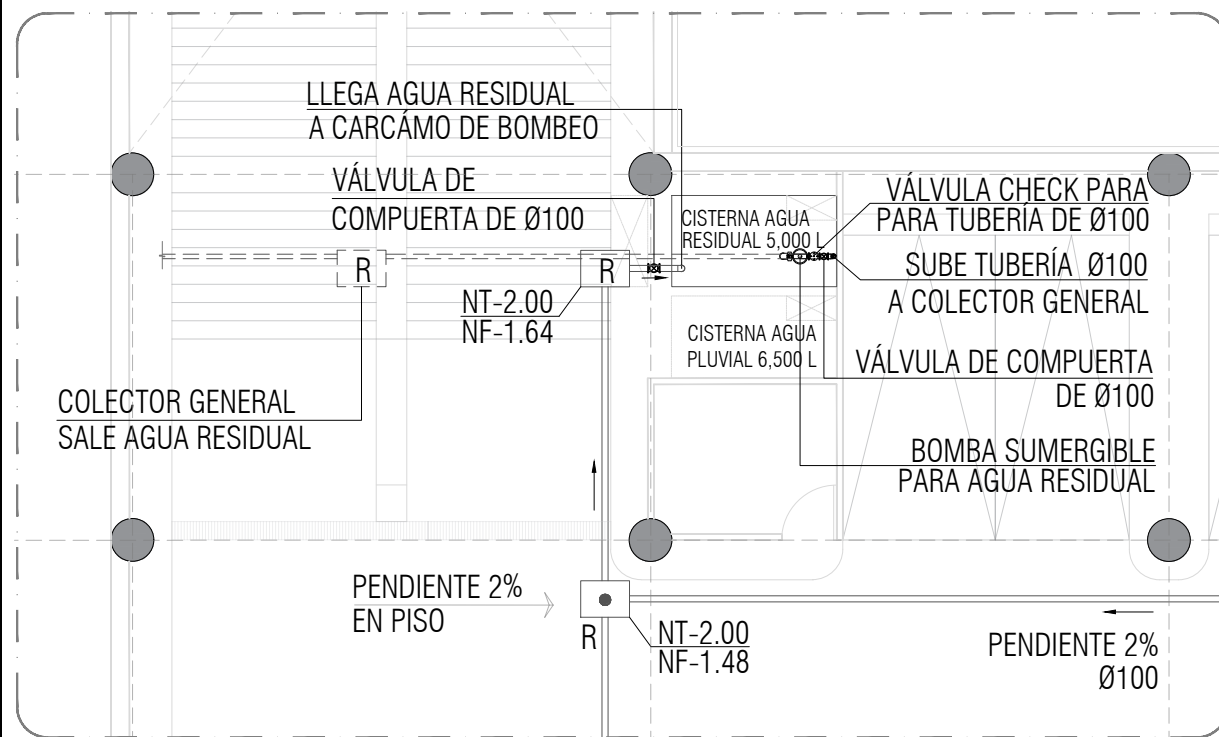 LLEGA AGUA RESIDUAL
A CARCÁMO DE BOMBEO
VÁLVULA DE
COMPUERTA DE Ø100
CISTERNA AGUA
RESIDUAL 5,000 L
VÁLVULA CHECK PARA
PARA TUBERÍA DE Ø100
SUBE TUBERÍA Ø100
A COLECTOR GENERAL
R
R
NT-2.00
NF-1.64
CISTERNA AGUA
PLUVIAL 6,500 L
VÁLVULA DE COMPUERTA
DE Ø100
COLECTOR GENERAL
SALE AGUA RESIDUAL
BOMBA SUMERGIBLE
PARA AGUA RESIDUAL
PENDIENTE 2%
EN PISO
R
NT-2.00
NF-1.48
PENDIENTE 2%
Ø100